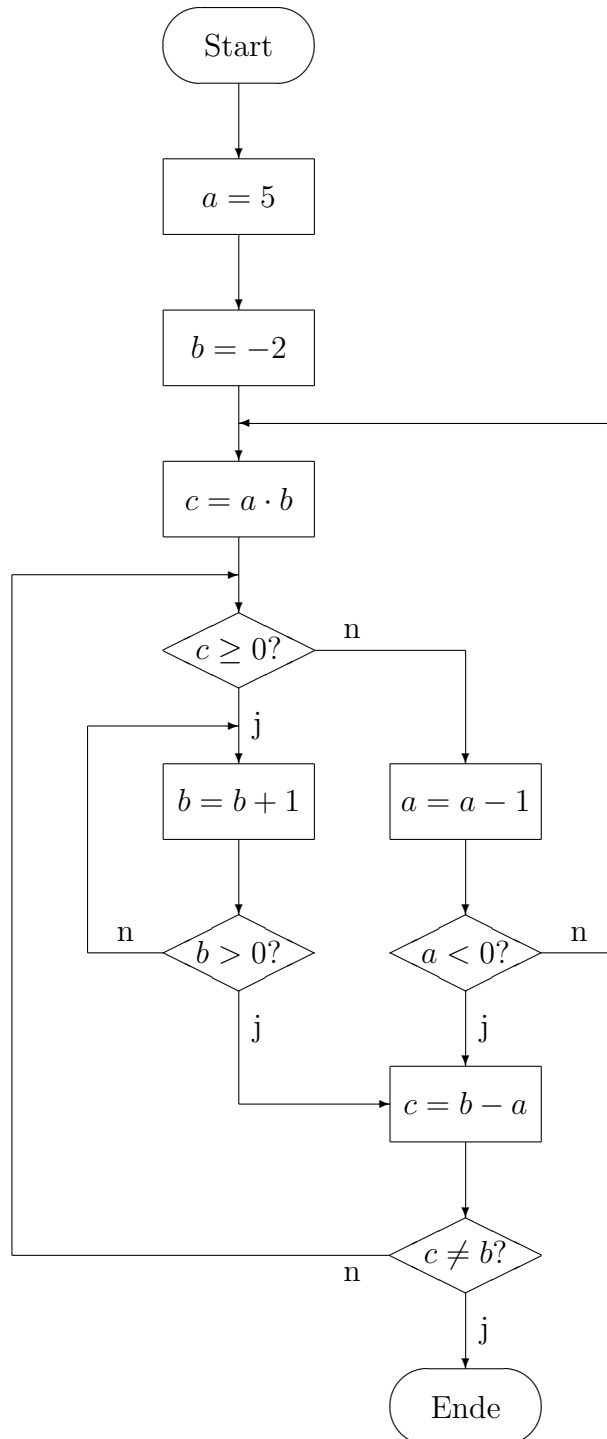 Start
a = 5
b = −2
c = a · b
c ≥ 0?
n
j
b = b + 1
a = a − 1
n
b > 0?
a < 0?
n
j
j
c = b − a
c ≠ b?
n
j
Ende